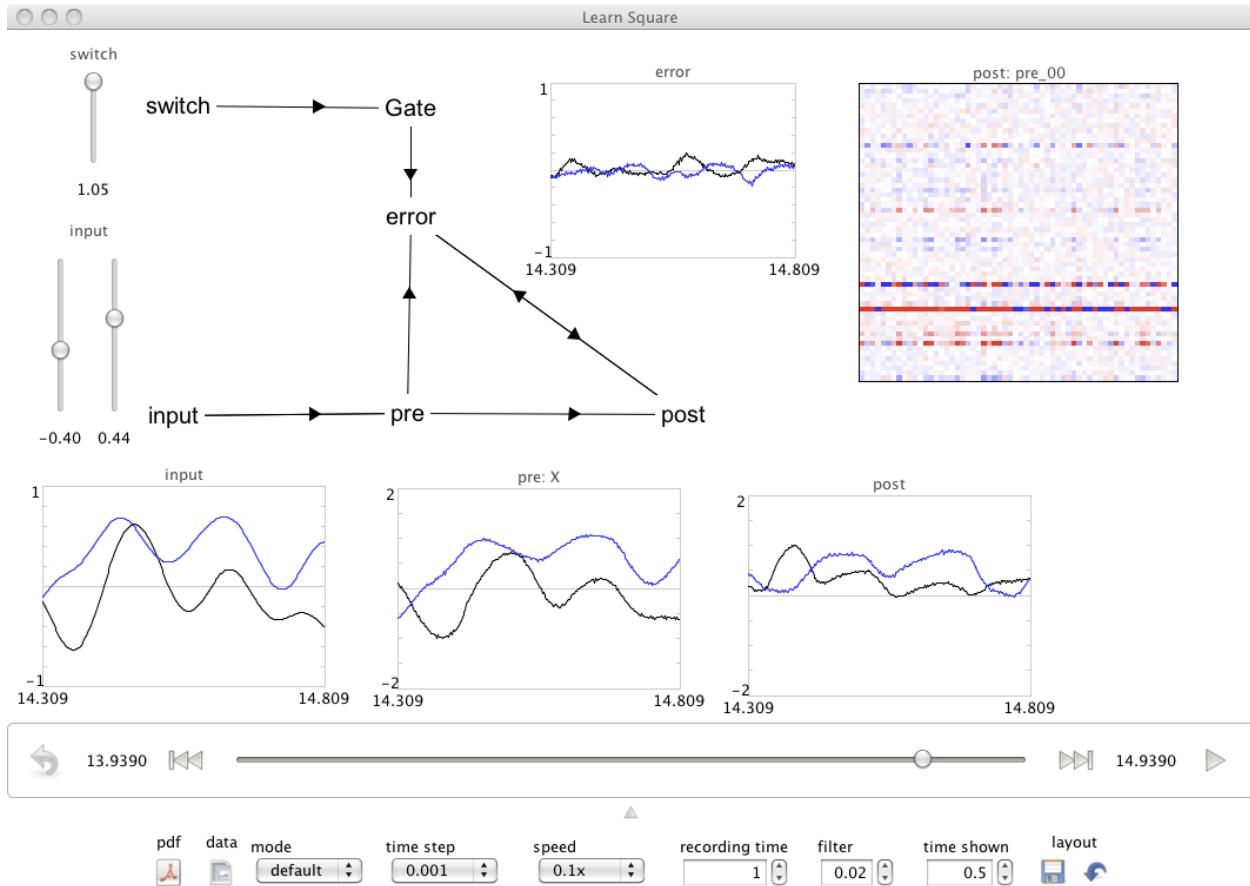 Learn Square
switch
1.05
input
-0.40 0.44
switch
Gate
error
input
pre
post
error
1
-1
14.309 14.809
post: pre_00
input
1
-1
14.309 14.809
pre: X
2
-2
14.309 14.809
post
2
-2
14.309 14.809
13.9390 14.9390
pdf data mode time step speed recording time filter time shown layout
default 0.001 0.1x 1 0.02 0.5